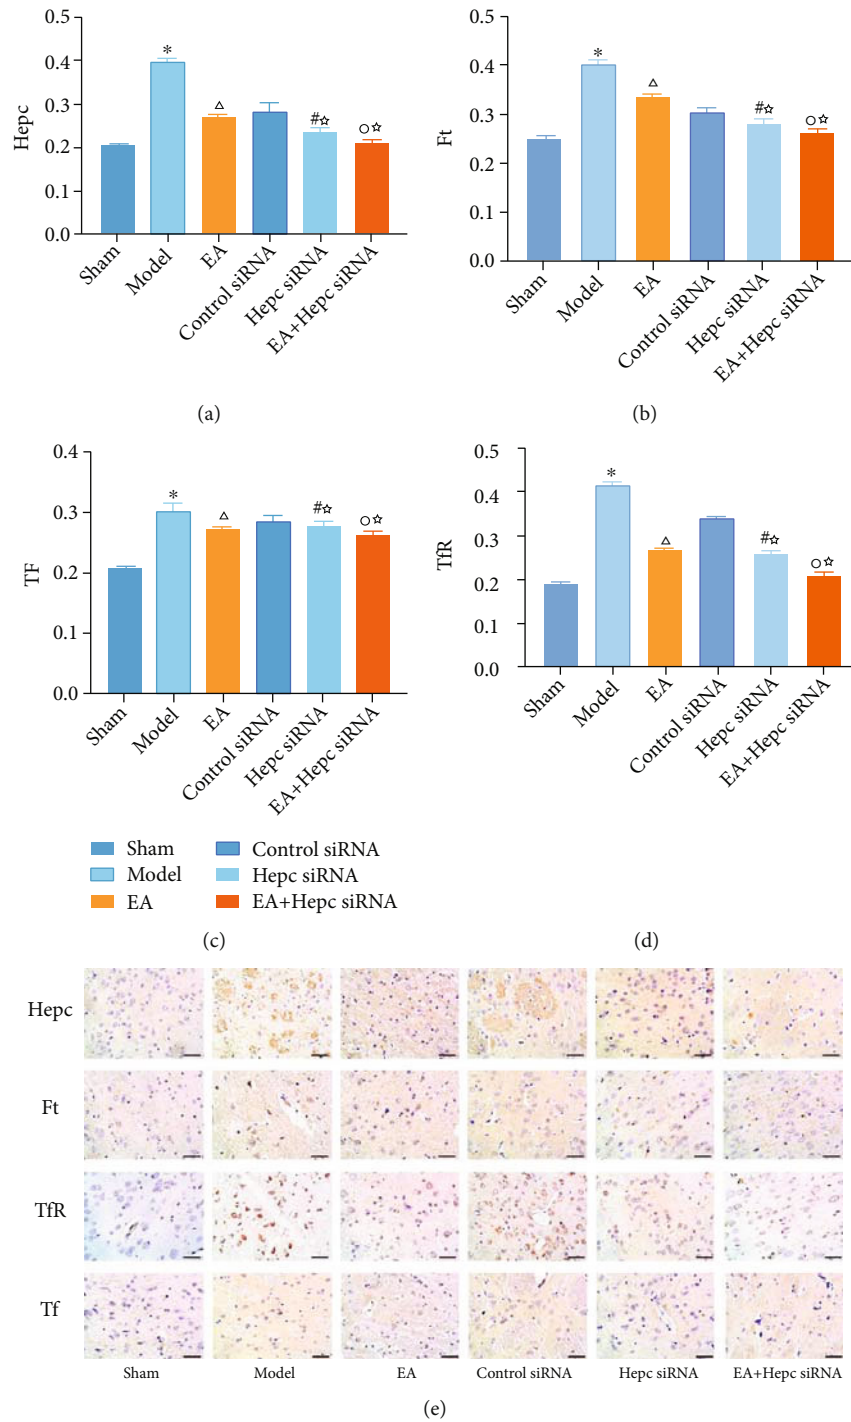 0.5
0.4
0.3
0.2
0.1
0.0
Hepc
*
△
#☆
○☆
Sham
Model
EA
Control siRNA
Hepc siRNA
EA+Hepc siRNA
(a)
0.5
0.4
0.3
0.2
0.1
0.0
Ft
*
△
#☆
○☆
Sham
Model
EA
Control siRNA
Hepc siRNA
EA+Hepc siRNA
(b)
0.4
0.3
0.2
0.1
0.0
TF
*
△
#☆
○☆
Sham
Model
EA
Control siRNA
Hepc siRNA
EA+Hepc siRNA
Sham
Model
EA
Control siRNA
Hepc siRNA
EA+Hepc siRNA
(c)
0.5
0.4
0.3
0.2
0.1
0.0
TfR
*
△
#☆
○☆
Sham
Model
EA
Control siRNA
Hepc siRNA
EA+Hepc siRNA
(d)
Hepc
Ft
TfR
Tf
Sham Model EA Control siRNA Hepc siRNA EA+Hepc siRNA
(e)